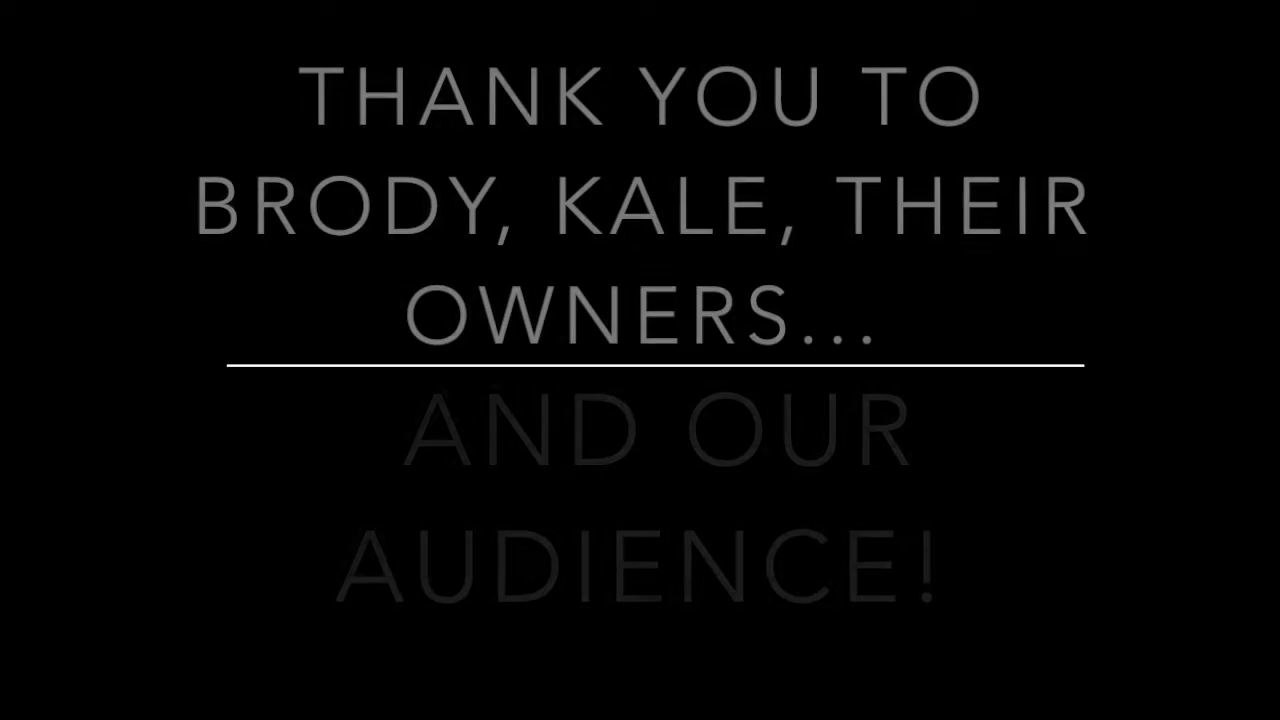 THANK YOU TO
BRODY, KALE, THEIR
OWNERS...
AND OUR
AUDIENCE!